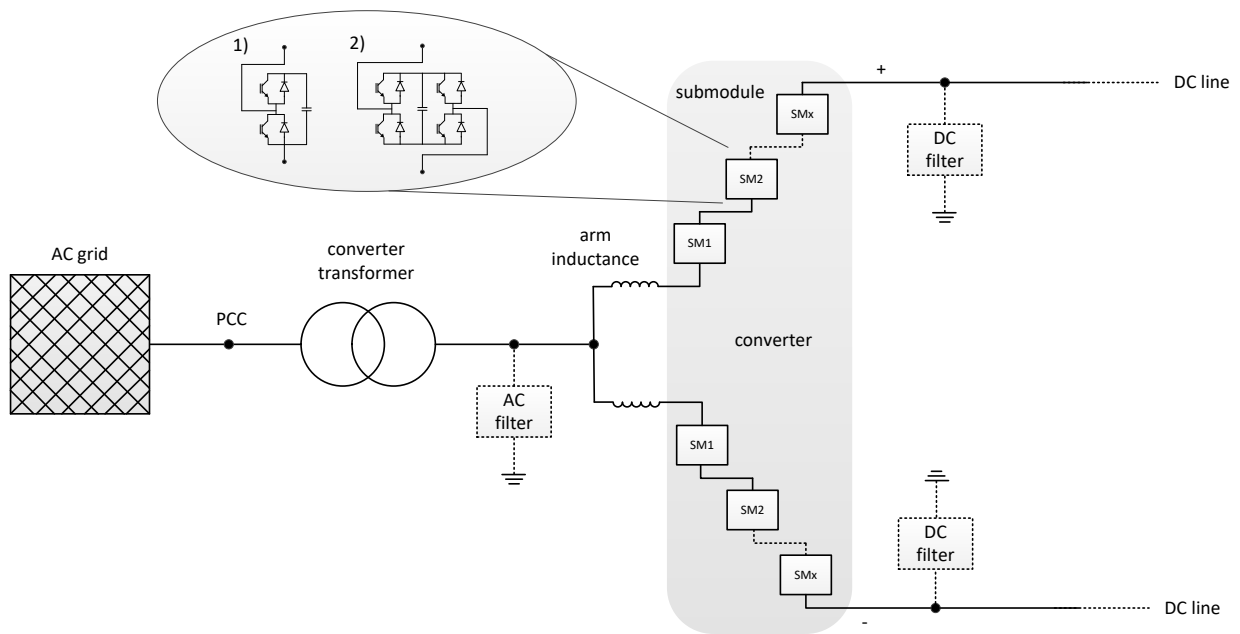 1)
2)
submodule
+
DC line
SMx
DC
filter
SM2
SM1
AC grid
converter
transformer
arm
inductance
PCC
converter
AC
filter
SM1
SM2
DC
filter
SMx
-
DC line